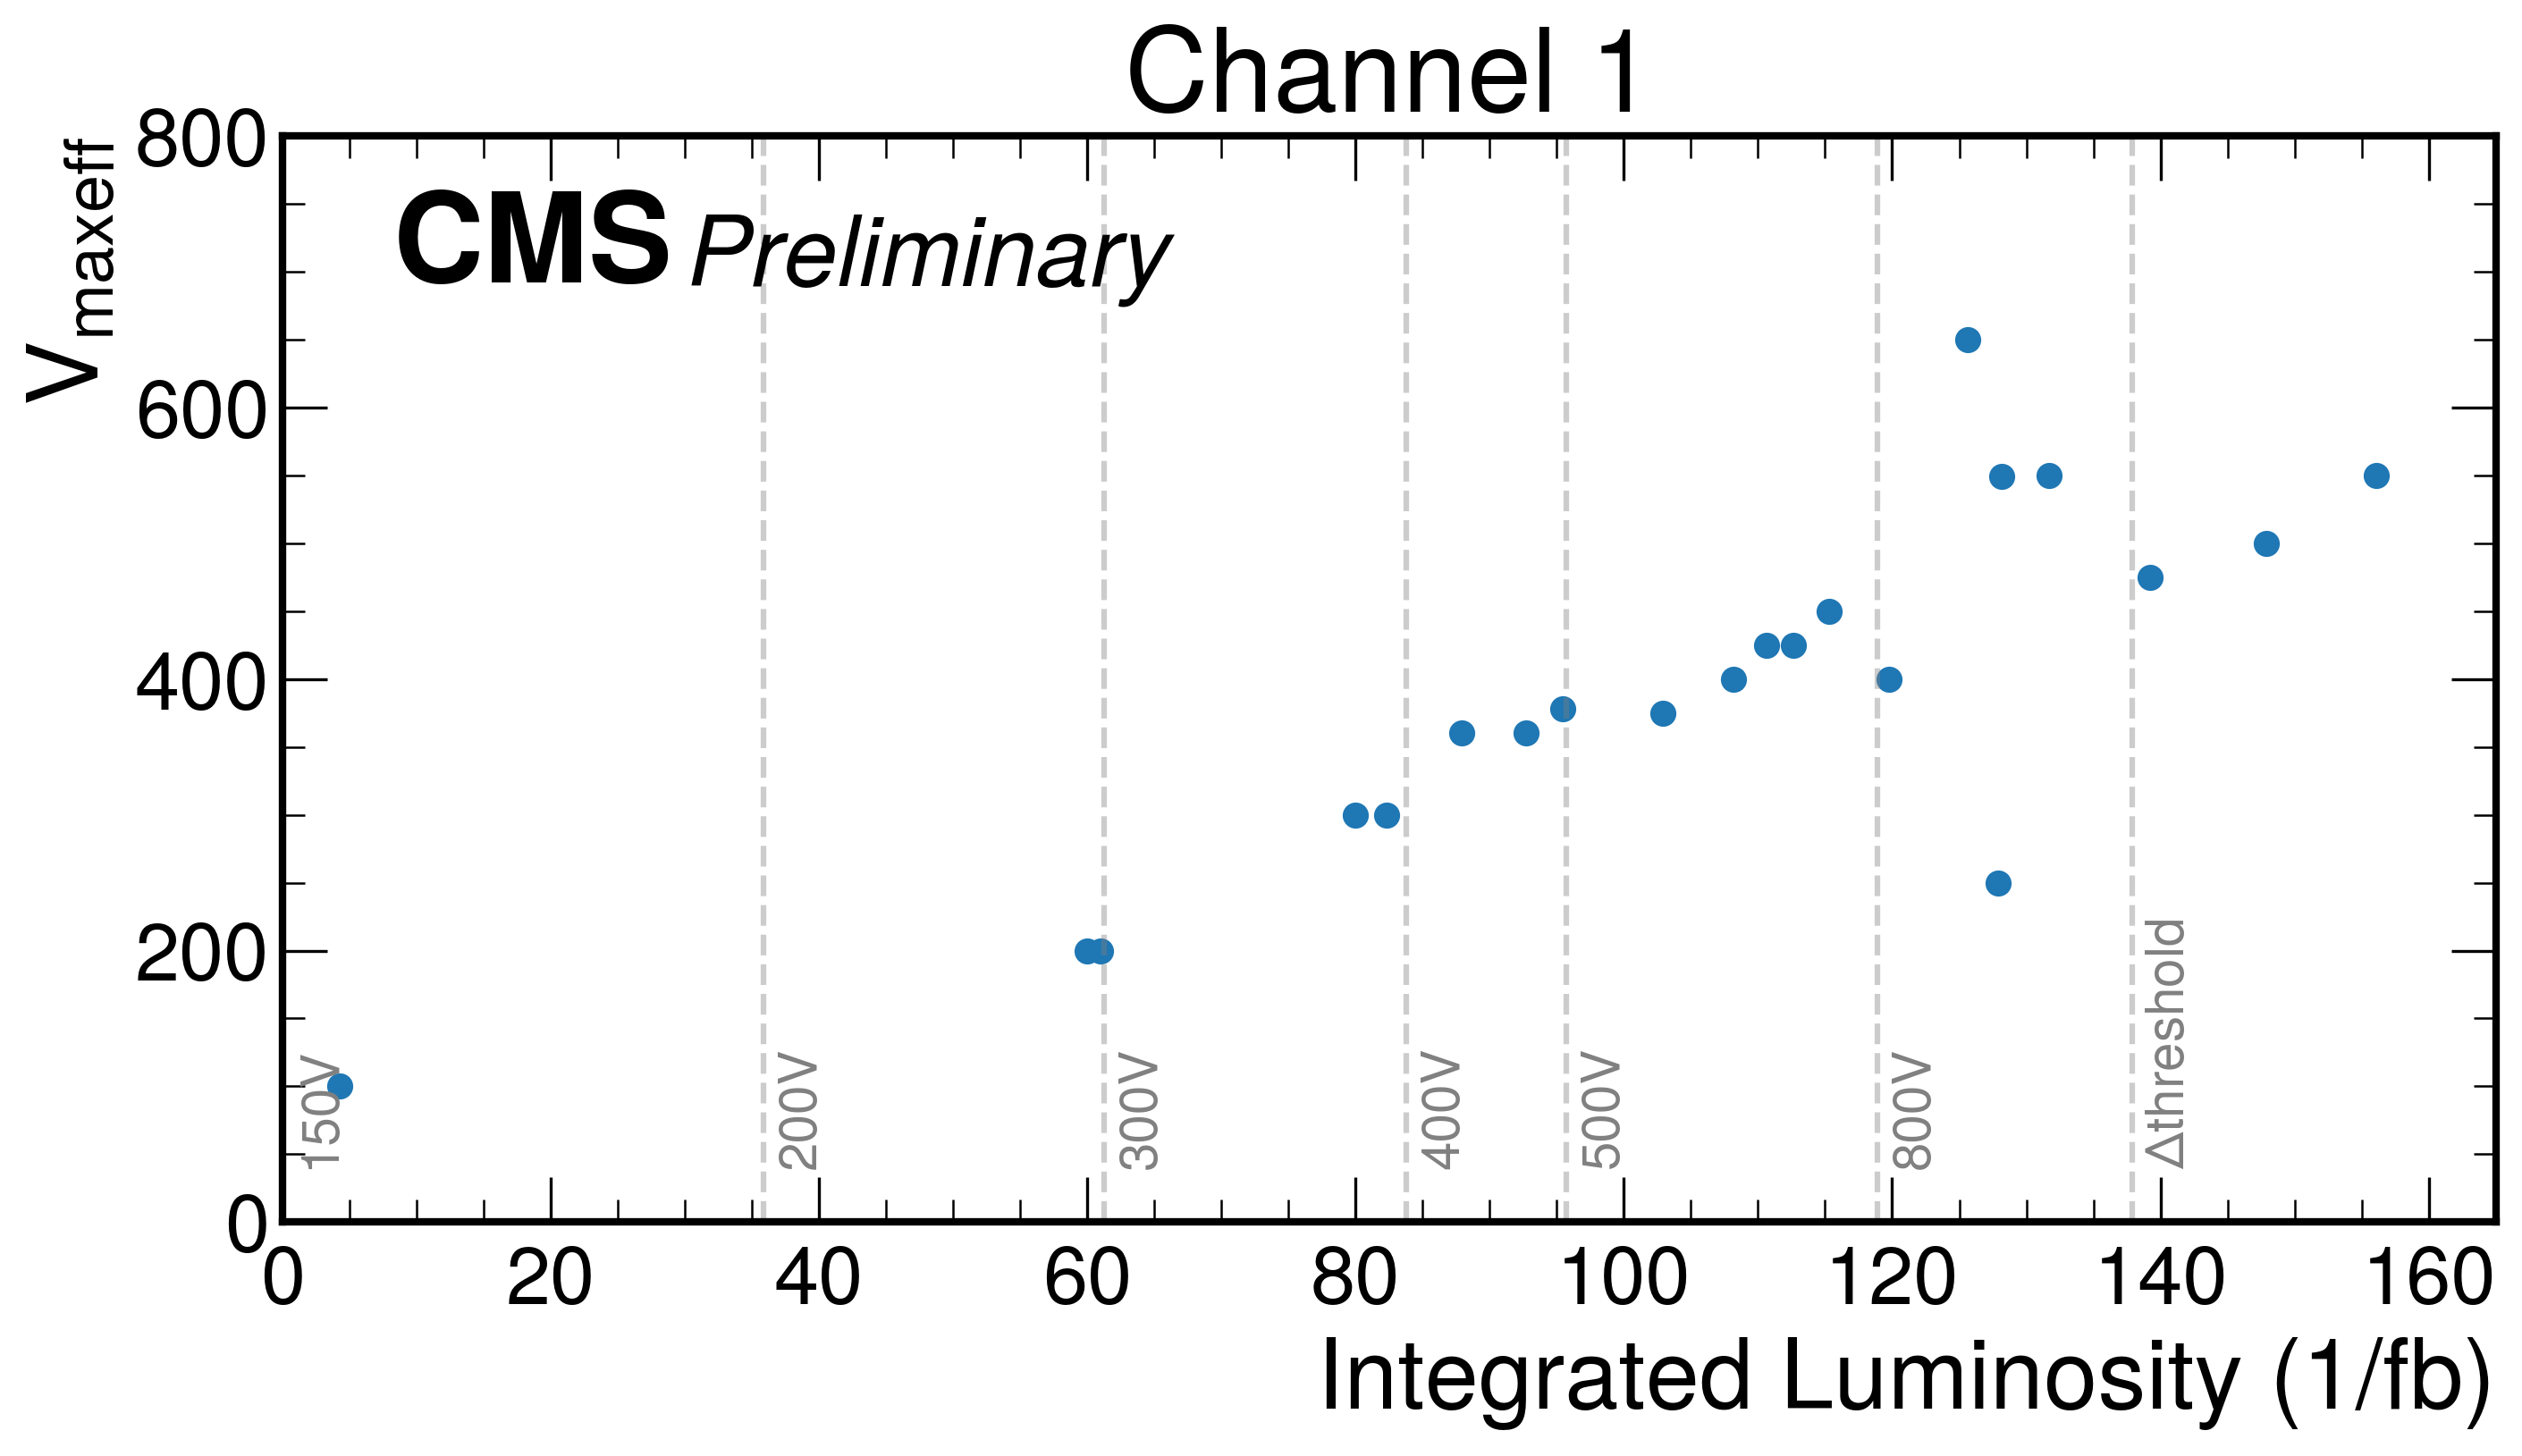 Channel 1
V_maxeff
CMS Preliminary
800
600
400
200
0
150V
200V
300V
400V
500V
800V
Δthreshold
0 20 40 60 80 100 120 140 160
Integrated Luminosity (1/fb)